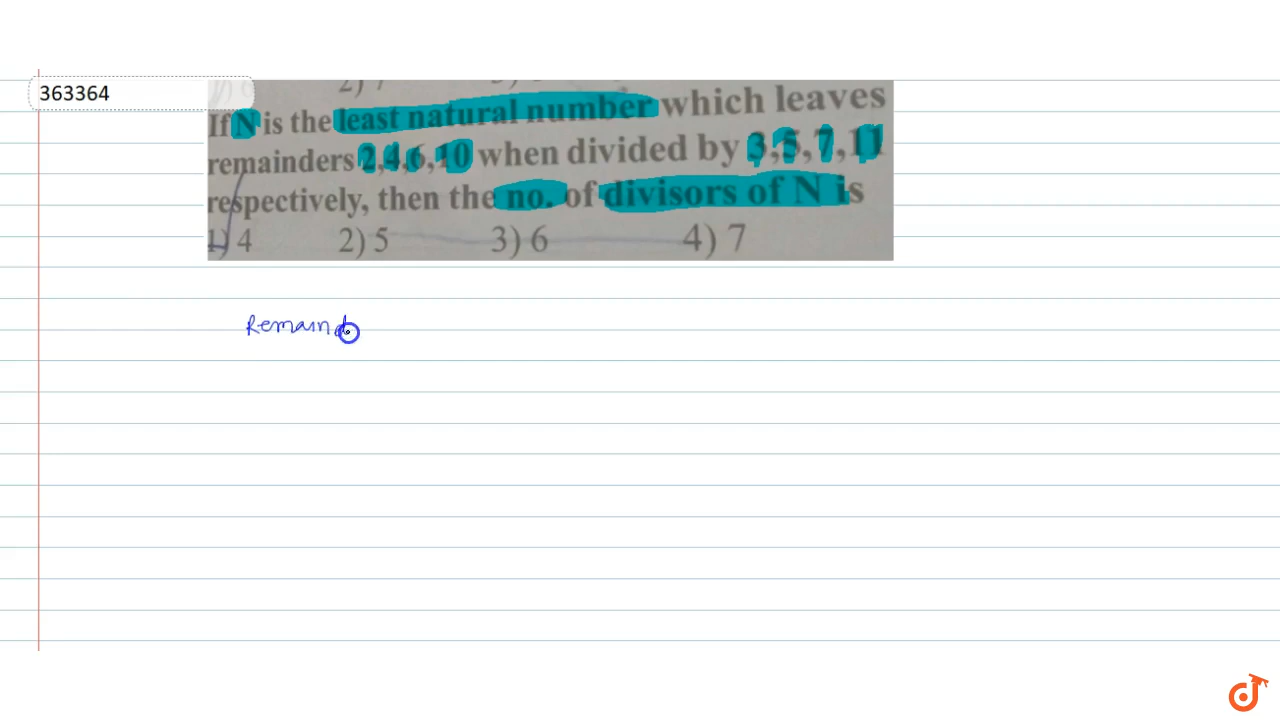 363364
2) 7
If N is the least natural number which leaves
remainders 2,4,6,10 when divided by 3,5,7,11
respectively, then the no. of divisors of N is
1) 4 2) 5 3) 6 4) 7
Remaind